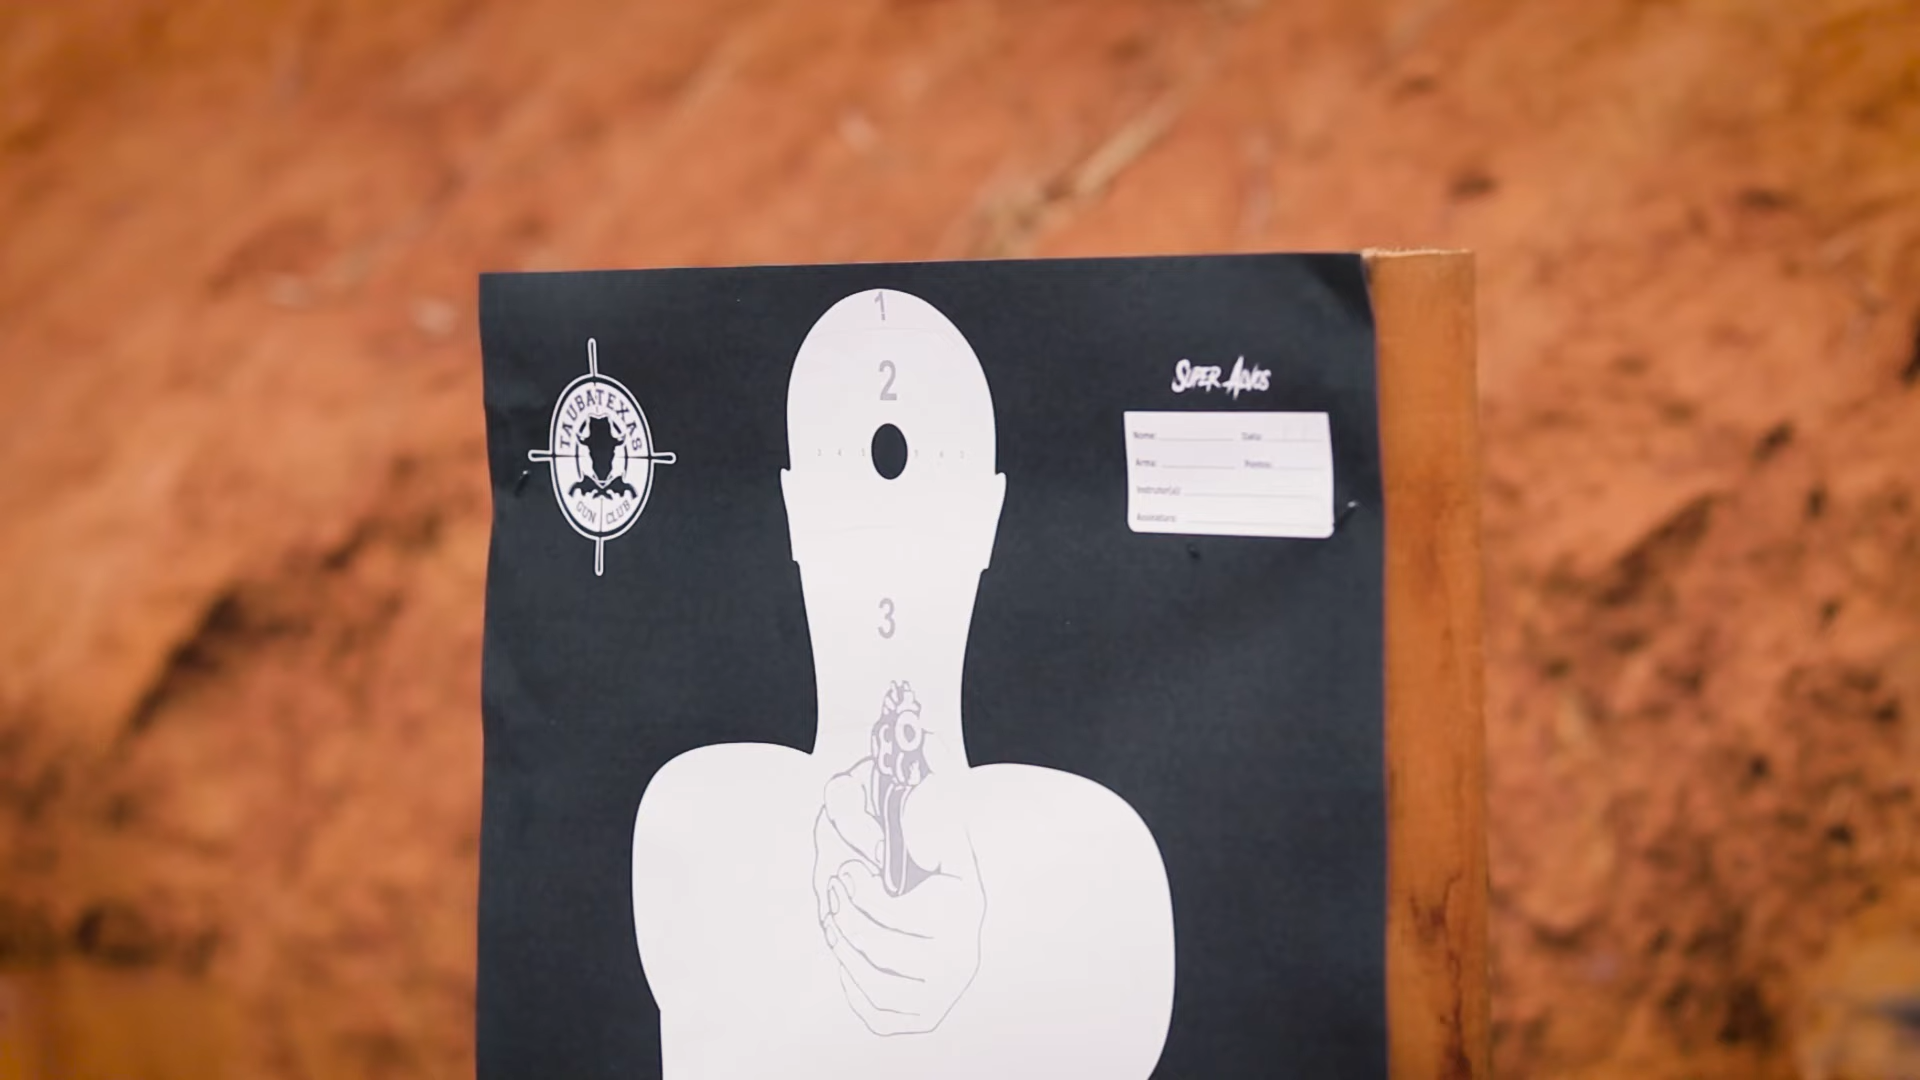 1
2
3
TAUBATEXAS
GUN CLUB
SUPER ALVOS
Nome: Data:
Arma: Pontos:
Instrutor(a):
Assinatura: